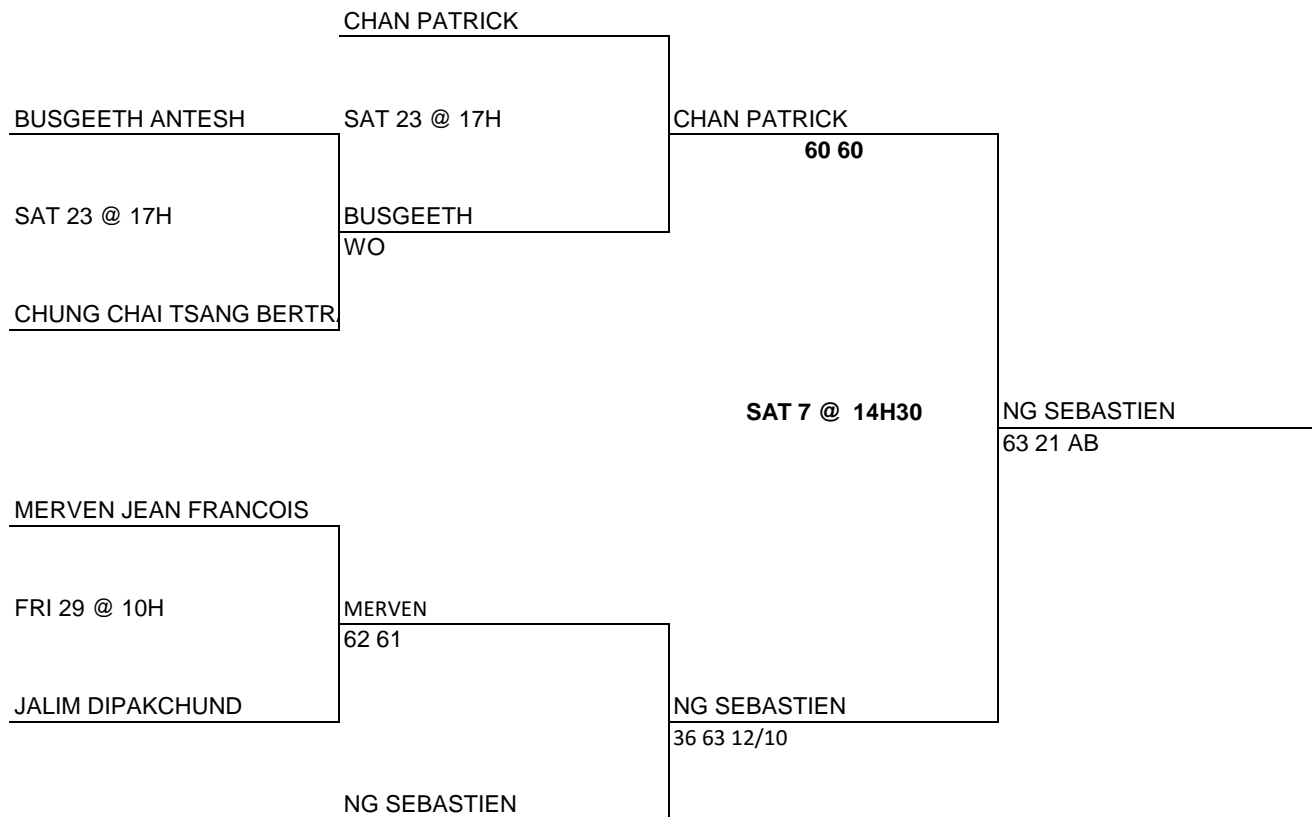 CHAN PATRICK
BUSGEETH ANTESH SAT 23 @ 17H CHAN PATRICK
60 60
SAT 23 @ 17H BUSGEETH
WO
CHUNG CHAI TSANG BERTRA
SAT 7 @ 14H30 NG SEBASTIEN
63 21 AB
MERVEN JEAN FRANCOIS
FRI 29 @ 10H MERVEN
62 61
JALIM DIPAKCHUND NG SEBASTIEN
36 63 12/10
NG SEBASTIEN